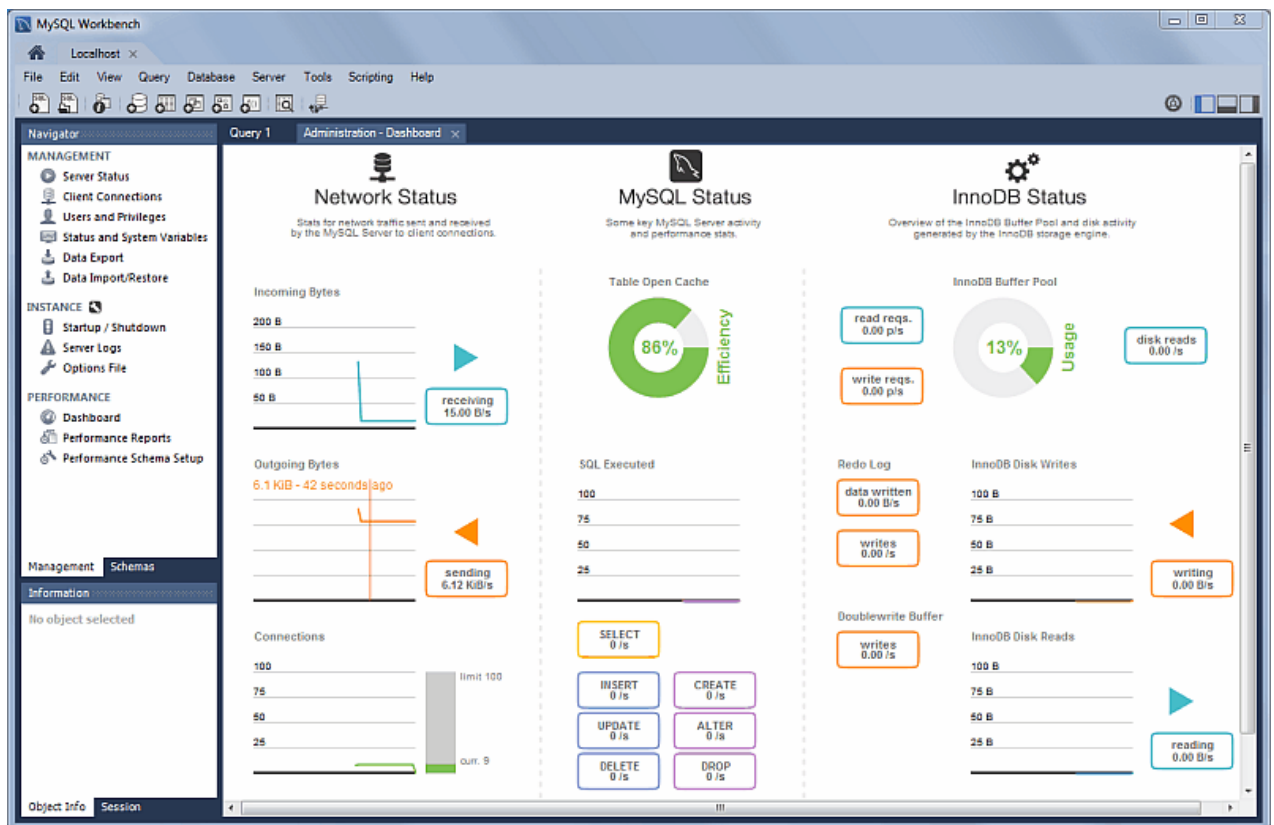 MySQL Workbench
Localhost
File Edit View Query Database Server Tools Scripting Help
Navigator
MANAGEMENT
Server Status
Client Connections
Users and Privileges
Status and System Variables
Data Export
Data Import/Restore
INSTANCE
Startup / Shutdown
Server Logs
Options File
PERFORMANCE
Dashboard
Performance Reports
Performance Schema Setup
Management Schemas
Information
No object selected
Object Info Session
Query 1 Administration - Dashboard
Network Status
Stats for network traffic sent and received
by the MySQL Server to client connections.
Incoming Bytes
200 B
150 B
100 B
50 B
receiving
15.00 B/s
Outgoing Bytes
6.1 KiB - 42 seconds ago
sending
6.12 KiB/s
Connections
100
75
50
25
limit 100
curr. 9
MySQL Status
Some key MySQL Server activity
and performance stats.
Table Open Cache
86%
Efficiency
SQL Executed
100
75
50
25
SELECT
0 /s
INSERT
0 /s
CREATE
0 /s
UPDATE
0 /s
ALTER
0 /s
DELETE
0 /s
DROP
0 /s
InnoDB Status
Overview of the InnoDB Buffer Pool and disk activity
generated by the InnoDB storage engine.
InnoDB Buffer Pool
read reqs.
0.00 p/s
write reqs.
0.00 p/s
13%
Usage
disk reads
0.00 /s
Redo Log
data written
0.00 B/s
writes
0.00 /s
Doublewrite Buffer
writes
0.00 /s
InnoDB Disk Writes
100 B
75 B
50 B
25 B
writing
0.00 B/s
InnoDB Disk Reads
100 B
75 B
50 B
25 B
reading
0.00 B/s